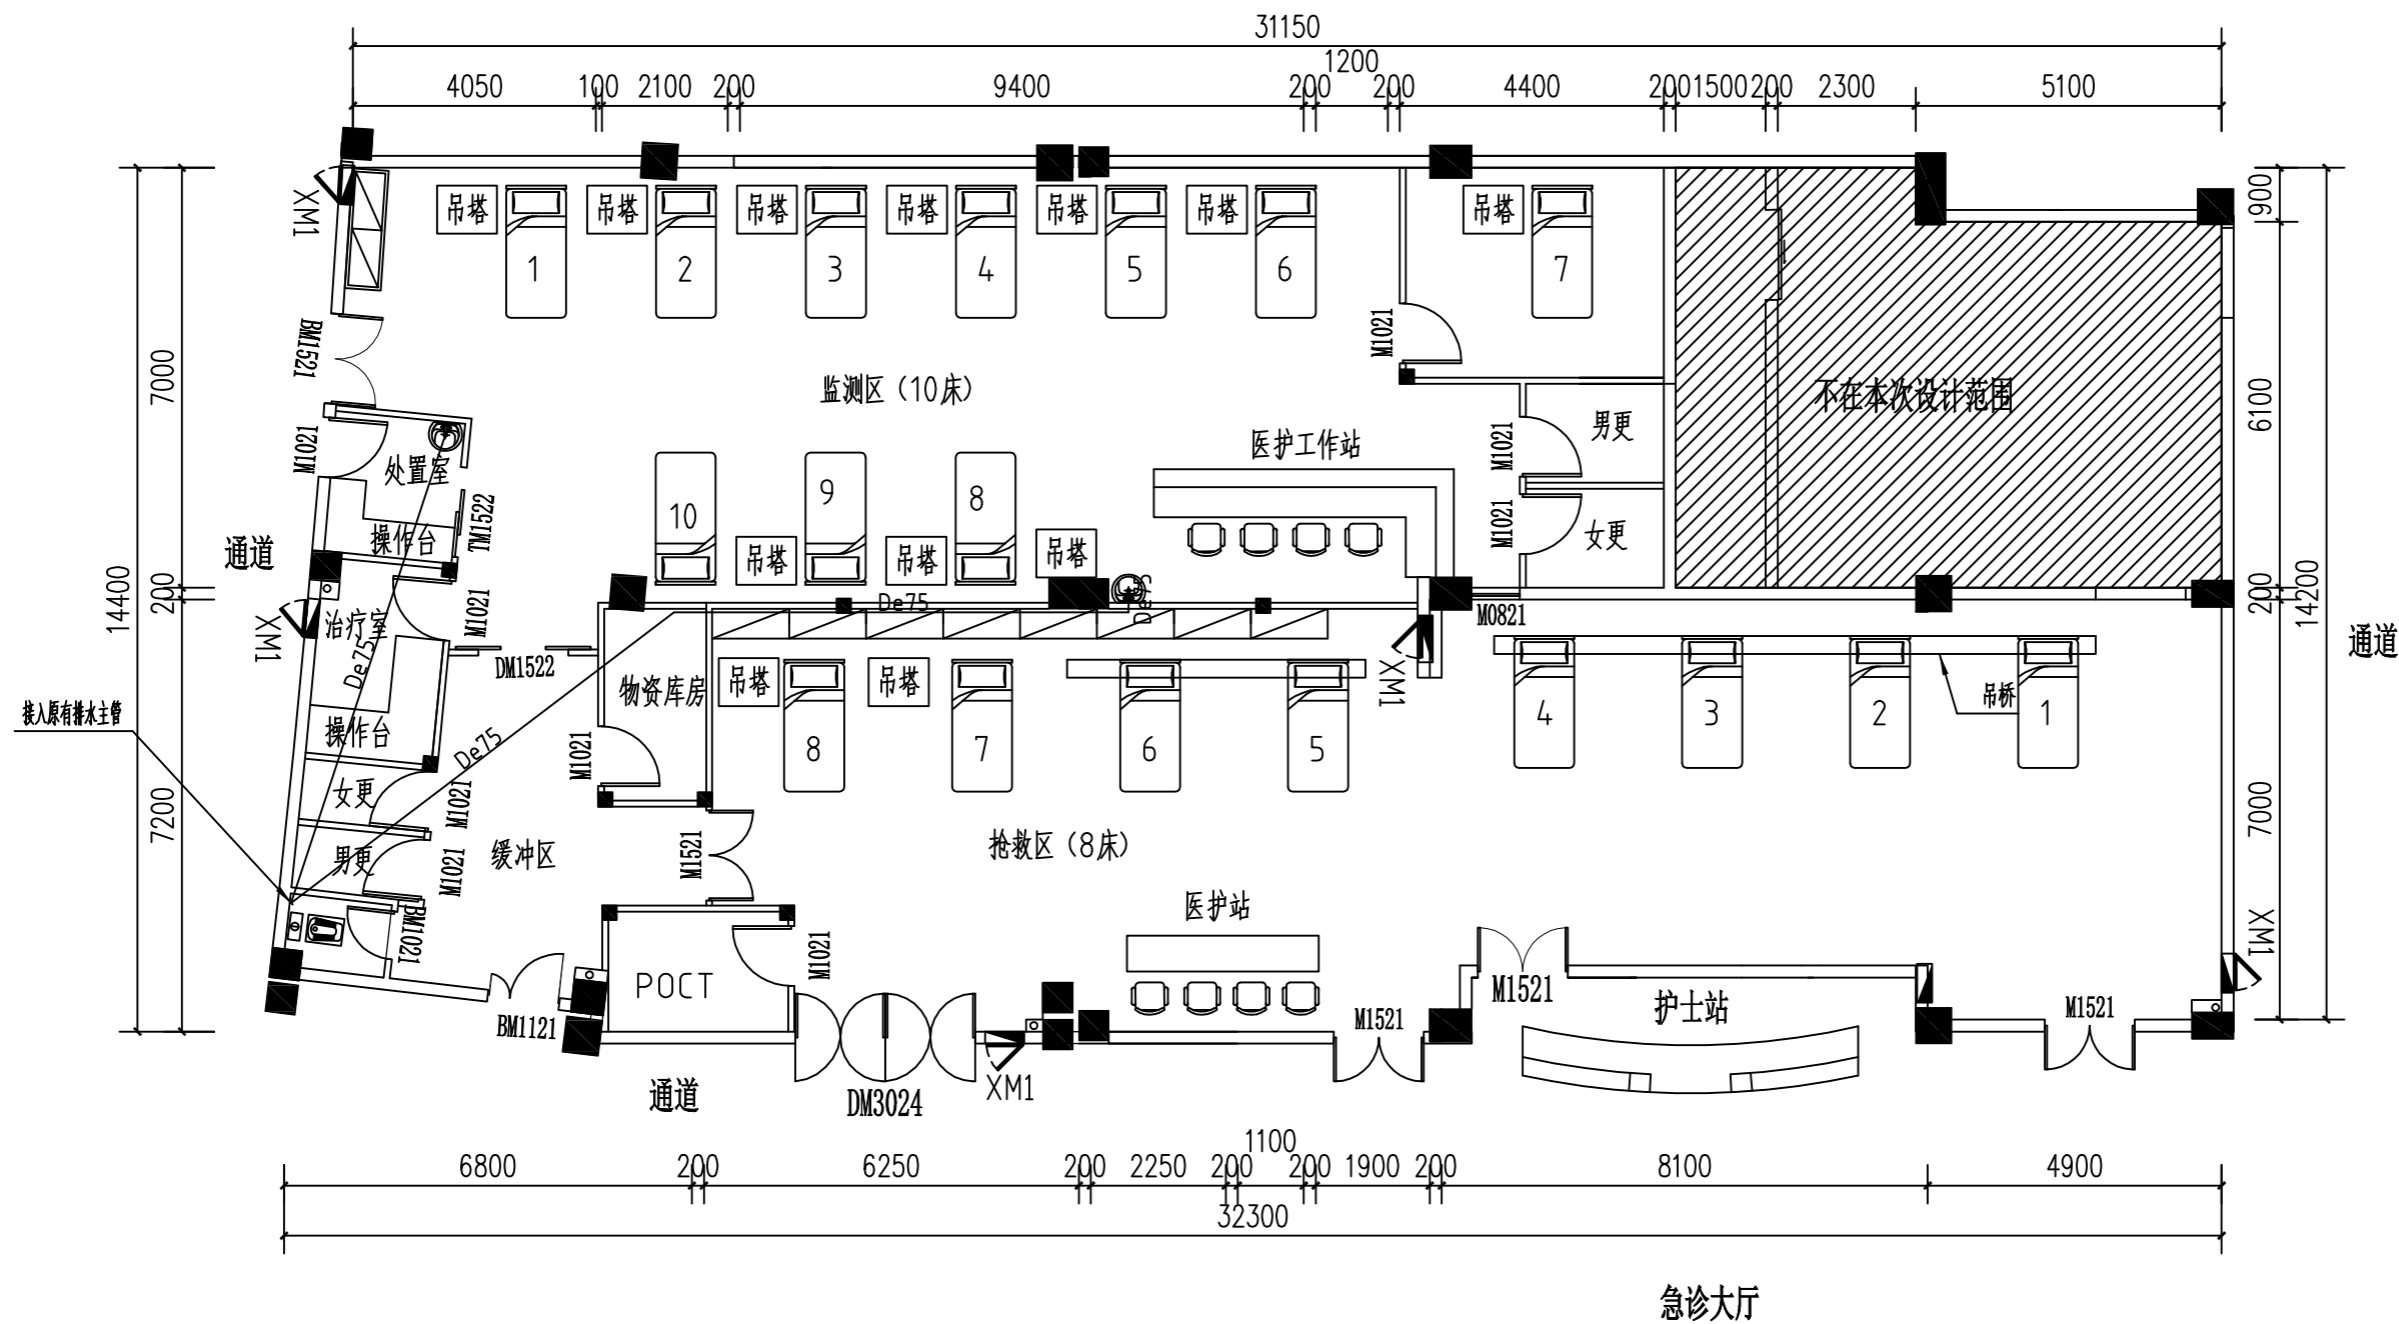 31150
1200
4050 100 2100 200 9400 200 200 4400 200 1500 200 2300 5100
XM1
吊塔 吊塔 吊塔 吊塔 吊塔 吊塔 吊塔
900
1 2 3 4 5 6 7
BM1521
M1021
7000
监测区（10床）
不在本次设计范围
6100
M1021
处置室
医护工作站
男更
M1021
10 9 8
TM1522
操作台
M1021
女更
通道
吊塔 吊塔 吊塔
14400
200
De75
De75
200
14200
XM1
治疗室
M1021
M0821
通道
De75
DM1522
物资库房
吊塔 吊塔
XM1
吊桥
接入原有排水主管
操作台
4 3 2 1
De75
M1021
8 7 6 5
女更
M1021
7200
7000
男更
M1021
缓冲区
M1521
抢救区（8床）
医护站
BM1021
M1021
XM1
POCT
M1521
护士站
BM1121
M1521
M1521
通道
DM3024
XM1
1100
6800 200 6250 200 2250 200 200 1900 200 8100 4900
32300
急诊大厅